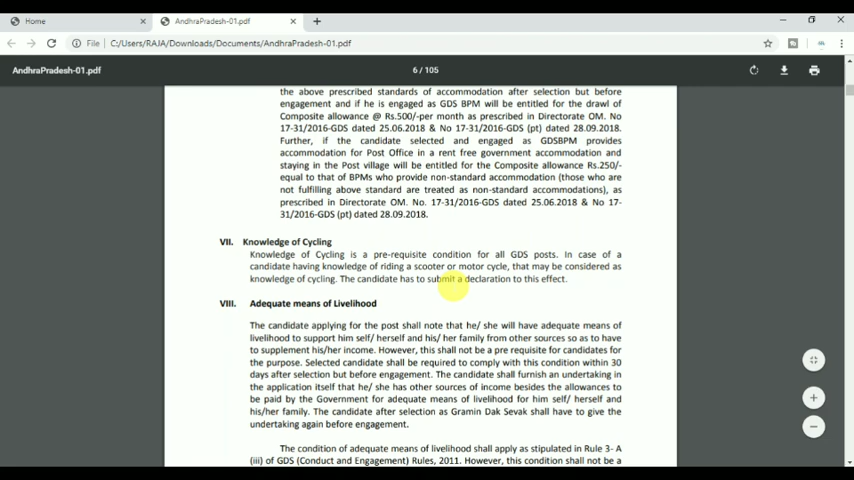 Home
AndhraPradesh-01.pdf
File
C:/Users/RAJA/Downloads/Documents/AndhraPradesh-01.pdf
AndhraPradesh-01.pdf
6 / 105
the above prescribed standards of accommodation after selection but before
engagement and if he is engaged as GDS BPM will be entitled for the drawl of
Composite allowance @ Rs.500/-per month as prescribed in Directorate OM. No
17-31/2016-GDS dated 25.06.2018 & No 17-31/2016-GDS (pt) dated 28.09.2018.
Further, if the candidate selected and engaged as GDSBPM provides
accommodation for Post Office in a rent free government accommodation and
staying in the Post village will be entitled for the Composite allowance Rs.250/-
equal to that of BPMs who provide non-standard accommodation (those who are
not fulfilling above standard are treated as non-standard accommodations), as
prescribed in Directorate OM. No. 17-31/2016-GDS dated 25.06.2018 & No 17-
31/2016-GDS (pt) dated 28.09.2018.
VII. Knowledge of Cycling
Knowledge of Cycling is a pre-requisite condition for all GDS posts. In case of a
candidate having knowledge of riding a scooter or motor cycle, that may be considered as
knowledge of cycling. The candidate has to submit a declaration to this effect.
VIII. Adequate means of Livelihood
The candidate applying for the post shall note that he/ she will have adequate means of
livelihood to support him self/ herself and his/ her family from other sources so as to have
to supplement his/her income. However, this shall not be a pre requisite for candidates for
the purpose. Selected candidate shall be required to comply with this condition within 30
days after selection but before engagement. The candidate shall furnish an undertaking in
the application itself that he/ she has other sources of income besides the allowances to
be paid by the Government for adequate means of livelihood for him self/ herself and
his/her family. The candidate after selection as Gramin Dak Sevak shall have to give the
undertaking again before engagement.
The condition of adequate means of livelihood shall apply as stipulated in Rule 3- A
(iii) of GDS (Conduct and Engagement) Rules, 2011. However, this condition shall not be a